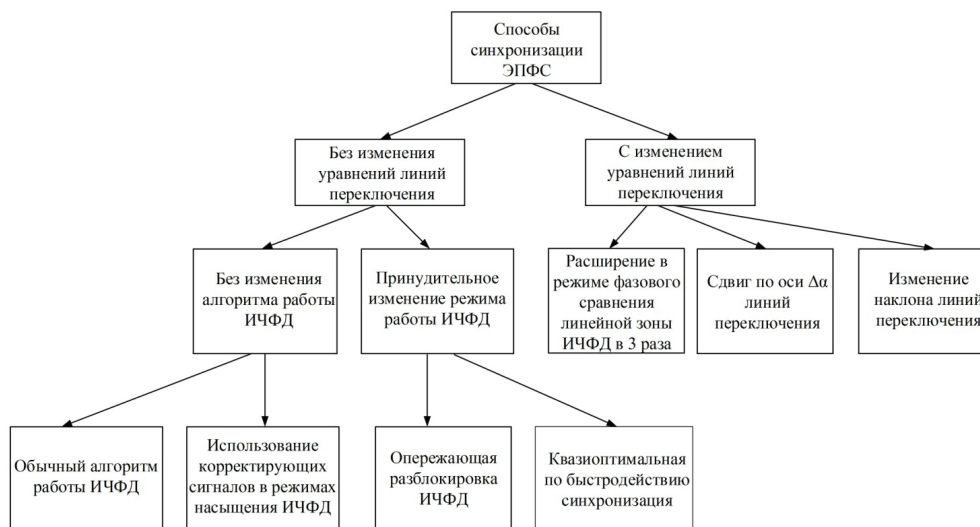 Способы
синхронизации
ЭПФС
Без изменения
уравнений линий
переключения
С изменением
уравнений линий
переключения
Без изменения
алгоритма работы
ИЧФД
Принудительное
изменение режима
работы ИЧФД
Расширение в
режиме фазового
сравнения
линейной зоны
ИЧФД в 3 раза
Сдвиг по оси Δα
линий
переключения
Изменение
наклона линий
переключения
Обычный алгоритм
работы ИЧФД
Использование
корректирующих
сигналов в режимах
насыщения ИЧФД
Опережающая
разблокировка
ИЧФД
Квазиоптимальная
по быстродействию
синхронизация